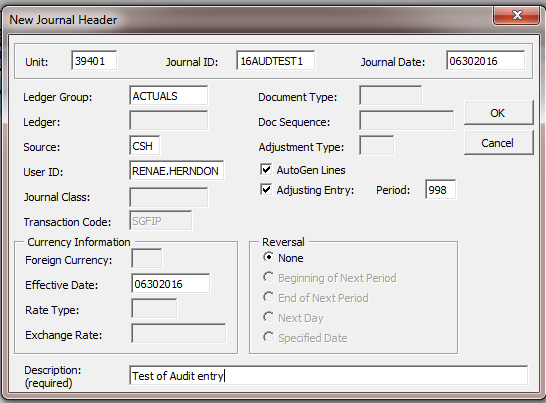 New Journal Header
Unit: 39401 Journal ID: 16AUDTEST1 Journal Date: 06302016
Ledger Group: ACTUALS Document Type:
Ledger: Doc Sequence: OK
Source: CSH Adjustment Type: Cancel
User ID: RENAE.HERNDON AutoGen Lines
Journal Class: Adjusting Entry: Period: 998
Transaction Code: SGFIP
Currency Information Reversal
Foreign Currency: None
Effective Date: 06302016 Beginning of Next Period
Rate Type: End of Next Period
Exchange Rate: Next Day
Specified Date
Description: Test of Audit entry
(required)